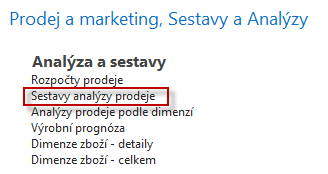 Prodej a marketing, Sestavy a Analýzy
Analýza a sestavy
Rozpočty prodeje
Sestavy analýzy prodeje
Analýzy prodeje podle dimenzí
Výrobní prognóza
Dimenze zboží - detaily
Dimenze zboží - celkem